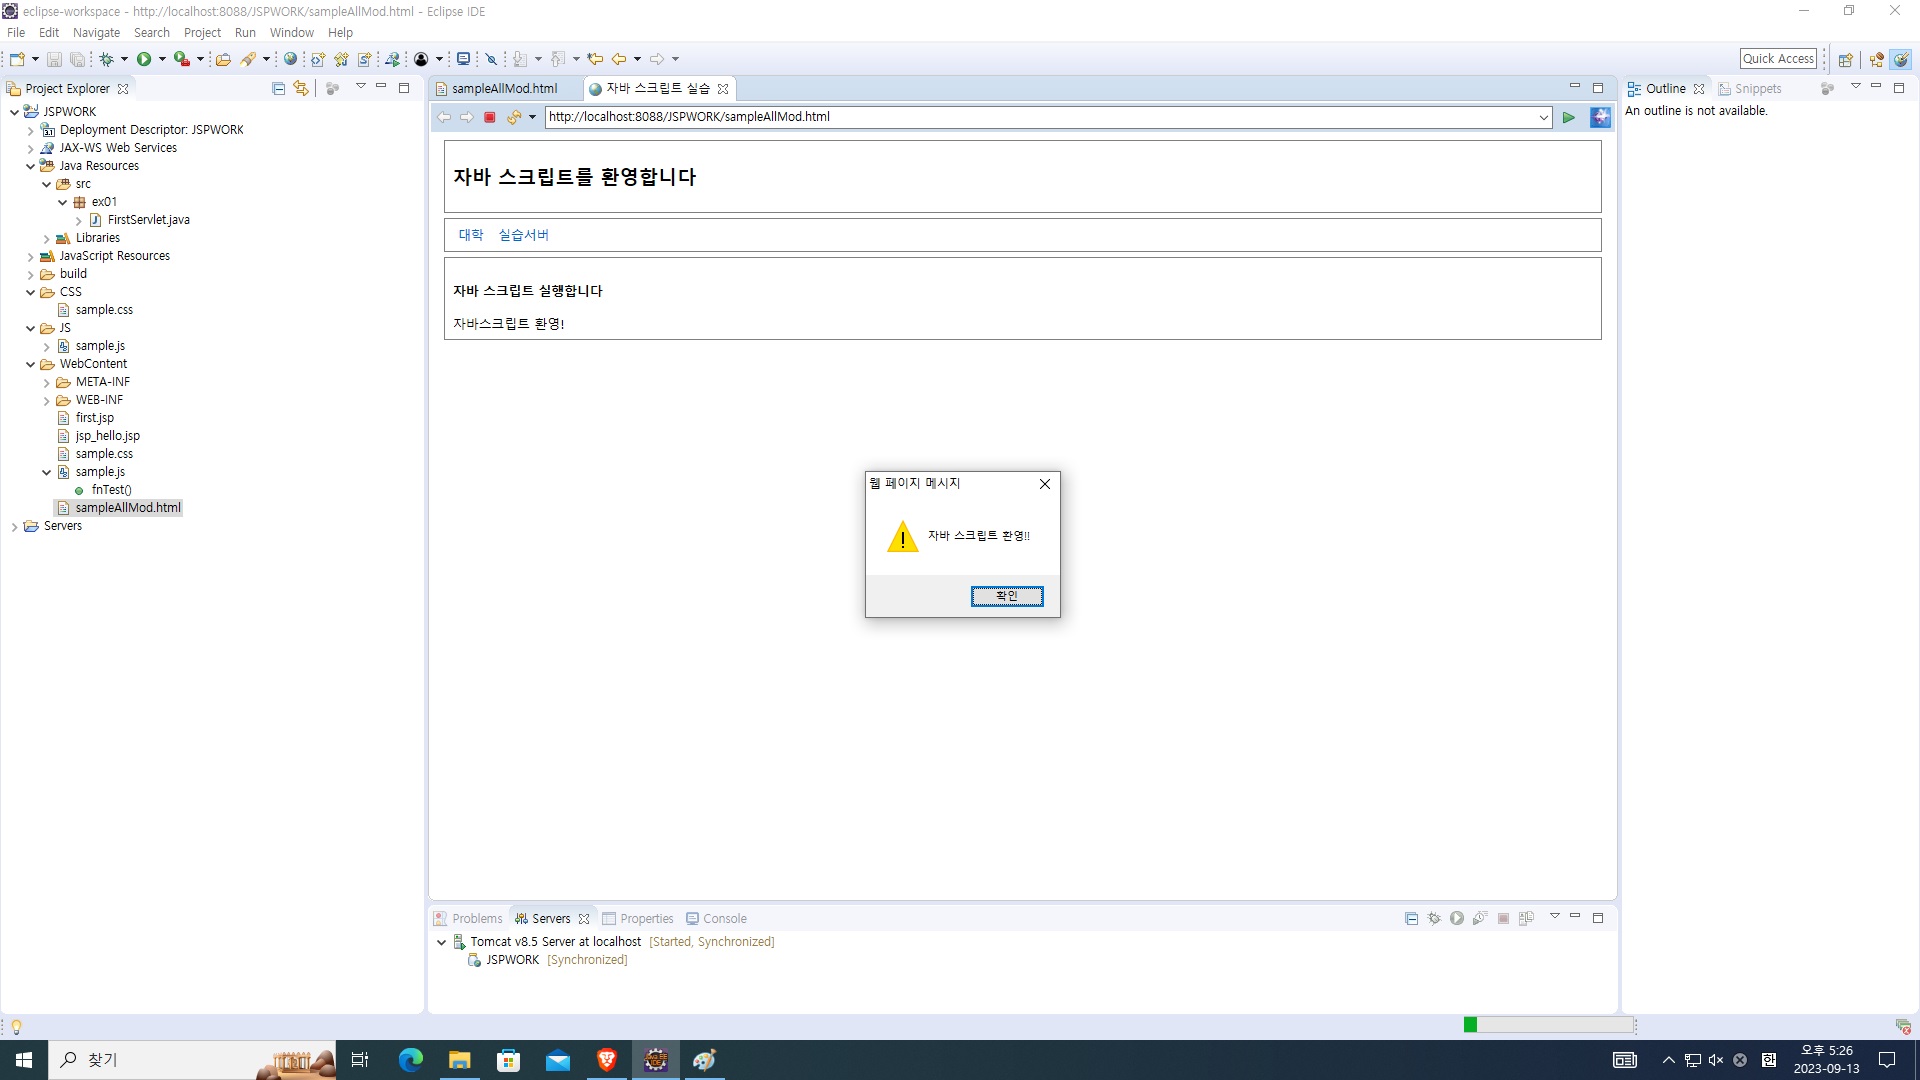 eclipse-workspace - http://localhost:8088/JSPWORK/sampleAllMod.html - Eclipse IDE
File Edit Navigate Search Project Run Window Help
Quick Access
Project Explorer
JSPWORK
Deployment Descriptor: JSPWORK
JAX-WS Web Services
Java Resources
src
ex01
FirstServlet.java
Libraries
JavaScript Resources
build
CSS
sample.css
JS
sample.js
WebContent
META-INF
WEB-INF
first.jsp
jsp_hello.jsp
sample.css
sample.js
fnTest()
sampleAllMod.html
Servers
sampleAllMod.html 자바 스크립트 실습
http://localhost:8088/JSPWORK/sampleAllMod.html
자바 스크립트를 환영합니다
대학 실습서버
자바 스크립트 실행합니다
자바스크립트 환영!
웹 페이지 메시지
자바 스크립트 환영!!
확인
Outline Snippets
An outline is not available.
Problems Servers Properties Console
Tomcat v8.5 Server at localhost [Started, Synchronized]
JSPWORK [Synchronized]
찾기
한
오후 5:26
2023-09-13